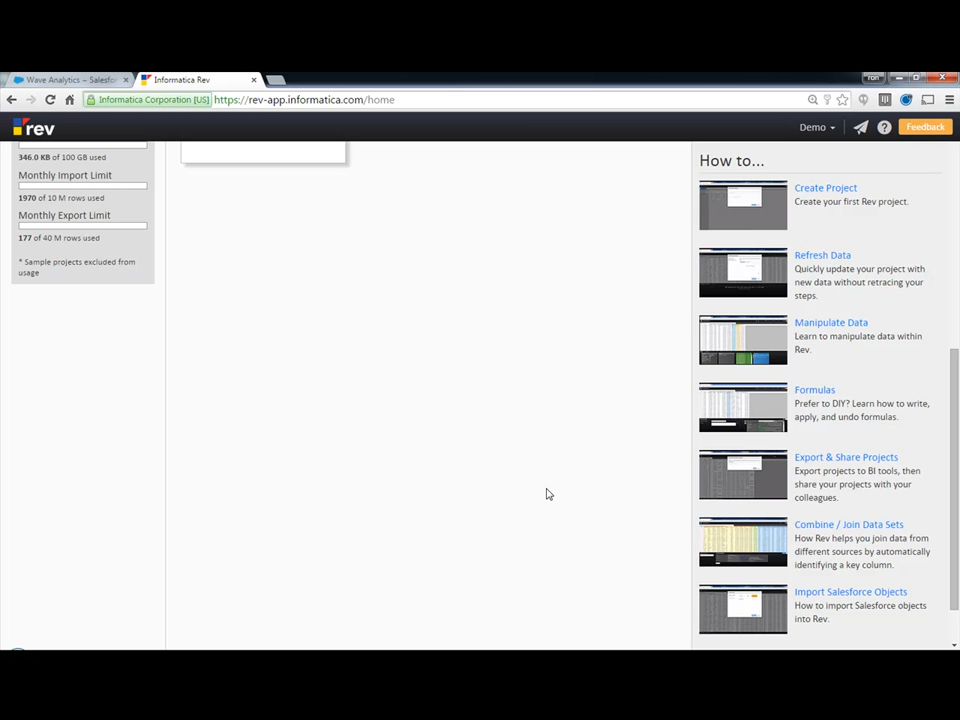 Wave Analytics – Salesfo
Informatica Rev
ron
Informatica Corporation [US]
https://rev-app.informatica.com/home
rev
Demo
Feedback
346.0 KB of 100 GB used
Monthly Import Limit
1970 of 10 M rows used
Monthly Export Limit
177 of 40 M rows used
* Sample projects excluded from
usage
How to...
Create Project
Create your first Rev project.
Refresh Data
Quickly update your project with
new data without retracing your
steps.
Manipulate Data
Learn to manipulate data within
Rev.
Formulas
Prefer to DIY? Learn how to write,
apply, and undo formulas.
Export & Share Projects
Export projects to BI tools, then
share your projects with your
colleagues.
Combine / Join Data Sets
How Rev helps you join data from
different sources by automatically
identifying a key column.
Import Salesforce Objects
How to import Salesforce objects
into Rev.